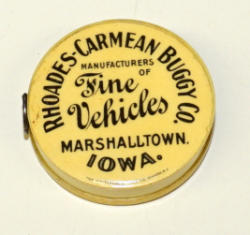 RHOADES-CARMEAN BUGGY CO.
MANUFACTURERS
OF
Fine
Vehicles
MARSHALLTOWN.
IOWA.